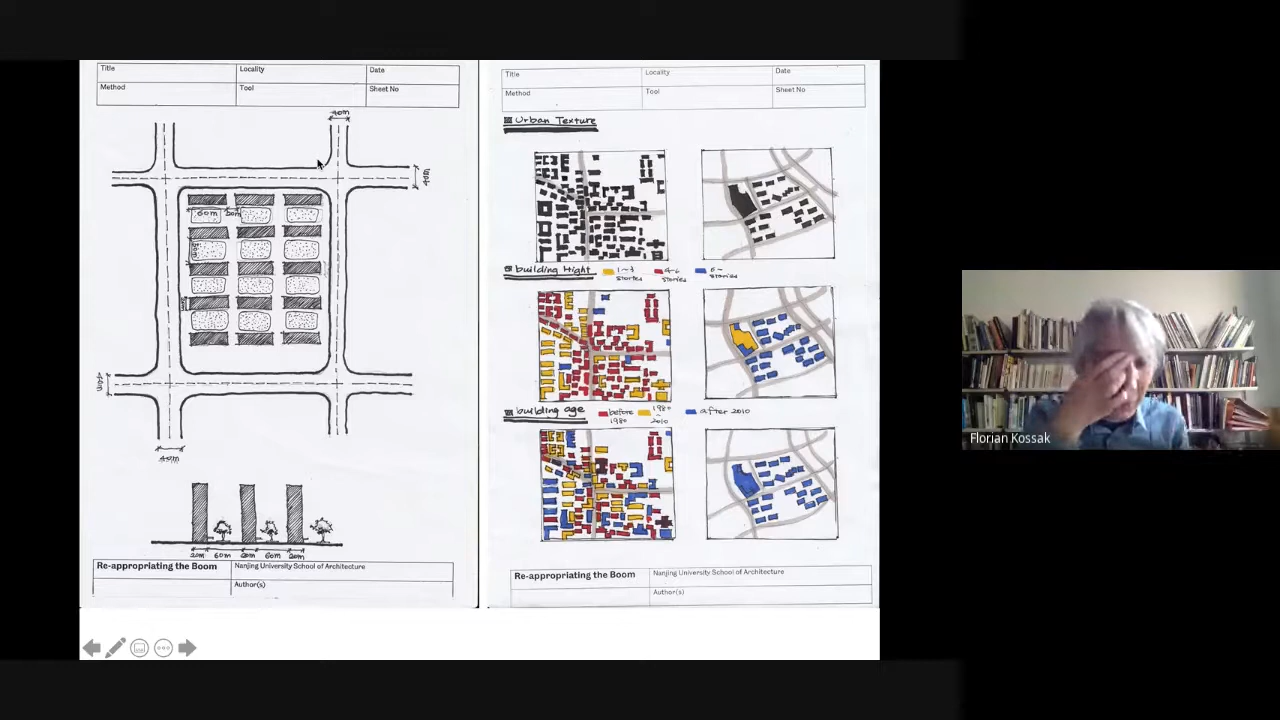 Title Locality Date
Method Tool Sheet No
40m
40m
60m 20m
40m
40m
20m 60m 20m 60m 20m
Re-appropriating the Boom Nanjing University School of Architecture
Author(s)
Title Locality Date
Method Tool Sheet No
Urban Texture
building Hight 1~3 stories 4~6 stories 6~ stories
building age before 1980 1980 ~ 2010 after 2010
Re-appropriating the Boom Nanjing University School of Architecture
Author(s)
Florian Kossak